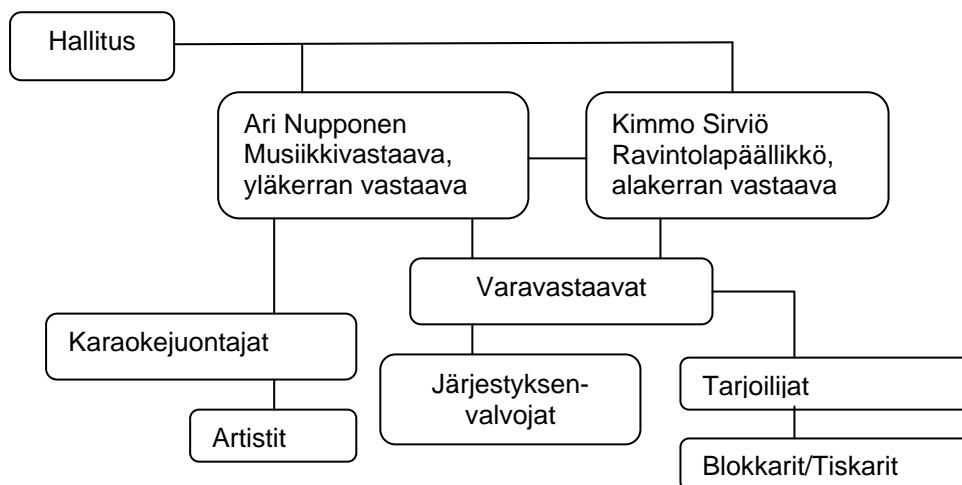 Hallitus
Ari Nupponen
Musiikkivastaava,
yläkerran vastaava
Kimmo Sirviö
Ravintolapäällikkö,
alakerran vastaava
Varavastaavat
Karaokejuontajat
Järjestyksen-
valvojat
Tarjoilijat
Artistit
Blokkarit/Tiskarit